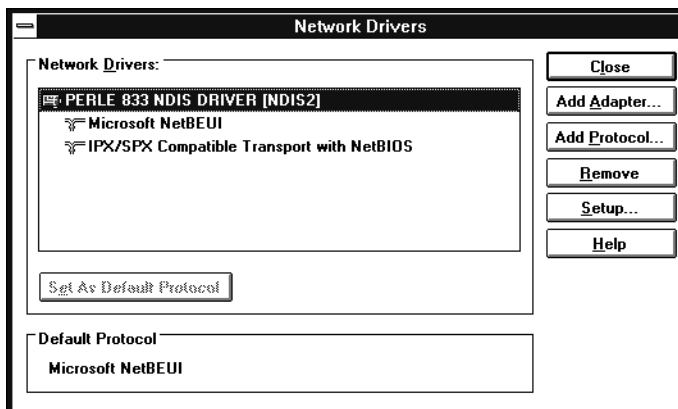 Network Drivers
Network Drivers:
PERLE 833 NDIS DRIVER [NDIS2]
Microsoft NetBEUI
IPX/SPX Compatible Transport with NetBIOS
Set As Default Protocol
Default Protocol
Microsoft NetBEUI
Close
Add Adapter...
Add Protocol...
Remove
Setup...
Help